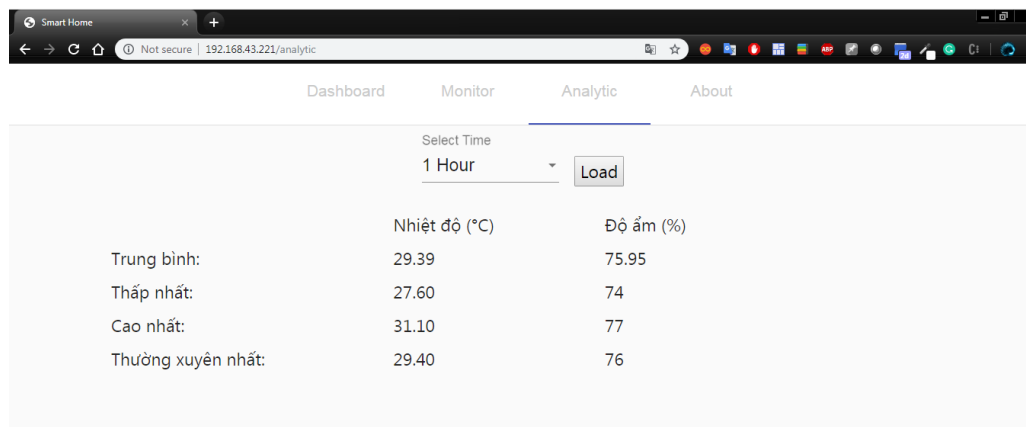 Smart Home
Not secure | 192.168.43.221/analytic
ABP
2d
Dashboard Monitor Analytic About
Select Time
1 Hour Load
Nhiệt độ (°C) Độ ẩm (%)
Trung bình: 29.39 75.95
Thấp nhất: 27.60 74
Cao nhất: 31.10 77
Thường xuyên nhất: 29.40 76